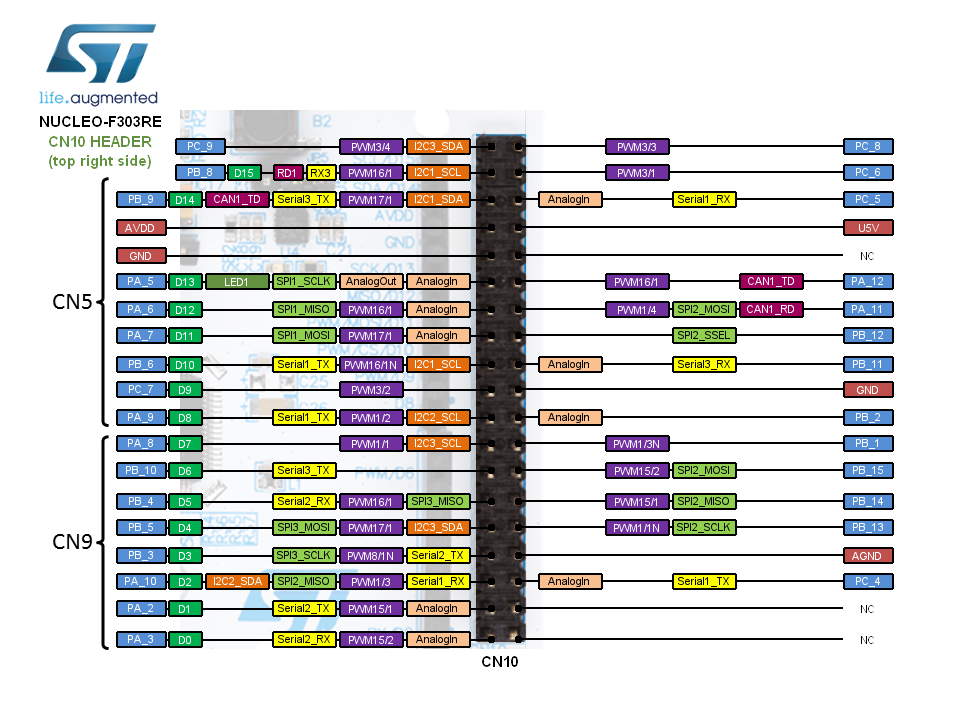 ST
life.augmented
NUCLEO-F303RE
CN10 HEADER
(top right side)
B2
PC_9 PWM3/4 I2C3_SDA PWM3/3 PC_8
PB_8 D15 RD1 RX3 PWM16/1 I2C1_SCL PWM3/1 PC_6
PB_9 D14 CAN1_TD Serial3_TX PWM17/1 I2C1_SDA AnalogIn Serial1_RX PC_5
AVDD U5V
GND NC
PA_5 D13 LED1 SPI1_SCLK AnalogOut AnalogIn PWM16/1 CAN1_TD PA_12
PA_6 D12 SPI1_MISO PWM16/1 AnalogIn PWM1/4 SPI2_MOSI CAN1_RD PA_11
PA_7 D11 SPI1_MOSI PWM17/1 AnalogIn SPI2_SSEL PB_12
PB_6 D10 Serial1_TX PWM16/1N I2C1_SCL AnalogIn Serial3_RX PB_11
PC_7 D9 PWM3/2 GND
PA_9 D8 Serial1_TX PWM1/2 I2C2_SCL AnalogIn PB_2
CN5
PA_8 D7 PWM1/1 I2C3_SCL PWM1/3N PB_1
PB_10 D6 Serial3_TX PWM15/2 SPI2_MOSI PB_15
PB_4 D5 Serial2_RX PWM16/1 SPI3_MISO PWM15/1 SPI2_MISO PB_14
PB_5 D4 SPI3_MOSI PWM17/1 I2C3_SDA PWM1/1N SPI2_SCLK PB_13
PB_3 D3 SPI3_SCLK PWM8/1N Serial2_TX AGND
PA_10 D2 I2C2_SDA SPI2_MISO PWM1/3 Serial1_RX AnalogIn Serial1_TX PC_4
PA_2 D1 Serial2_TX PWM15/1 AnalogIn NC
PA_3 D0 Serial2_RX PWM15/2 AnalogIn NC
CN9
CN10